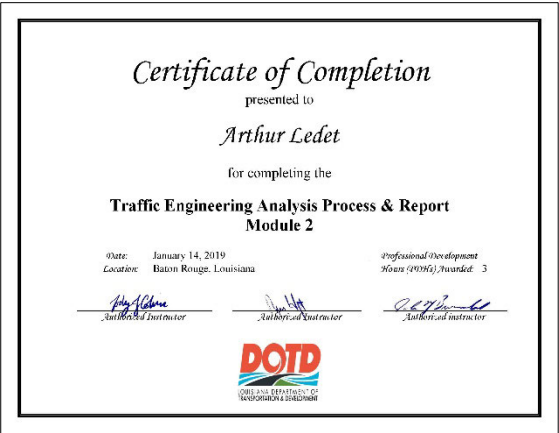 Certificate of Completion
presented to
Arthur Ledet
for completing the
Traffic Engineering Analysis Process & Report
Module 2
Date: January 14, 2019
Location: Baton Rouge, Louisiana
Professional Development
Hours (PDHs) Awarded: 3
Authorized Instructor
Authorized Instructor
Authorized instructor
DOTD
LOUISIANA DEPARTMENT OF
TRANSPORTATION & DEVELOPMENT